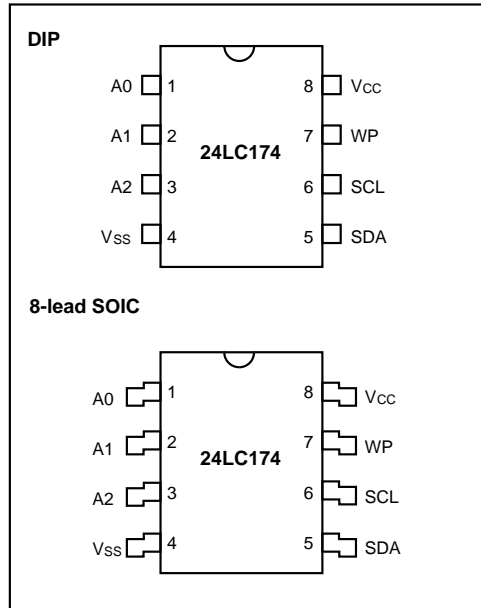 DIP
A0 1 8 VCC
A1 2 7 WP
24LC174
A2 3 6 SCL
VSS 4 5 SDA
8-lead SOIC
A0 1 8 VCC
A1 2 7 WP
24LC174
A2 3 6 SCL
VSS 4 5 SDA